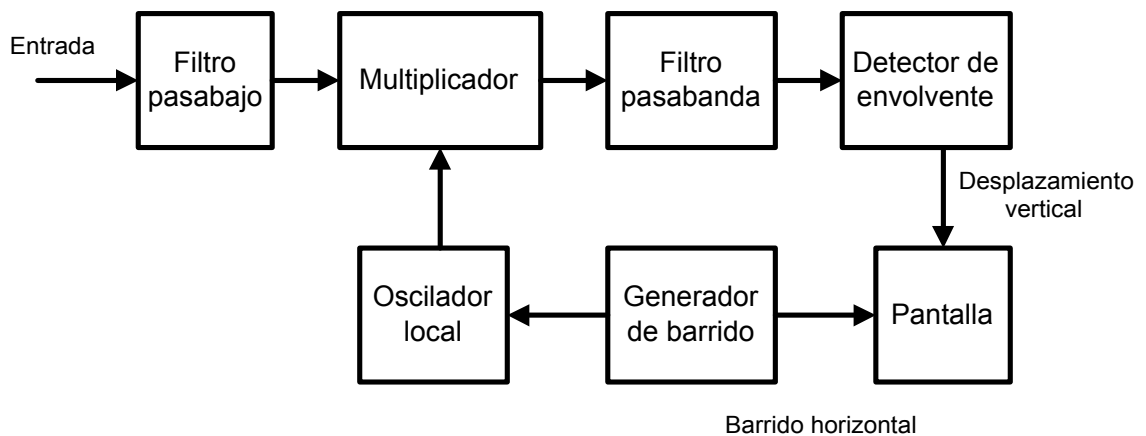 Entrada
Filtro
pasabajo
Multiplicador
Filtro
pasabanda
Detector de
envolvente
Desplazamiento
vertical
Oscilador
local
Generador
de barrido
Pantalla
Barrido horizontal